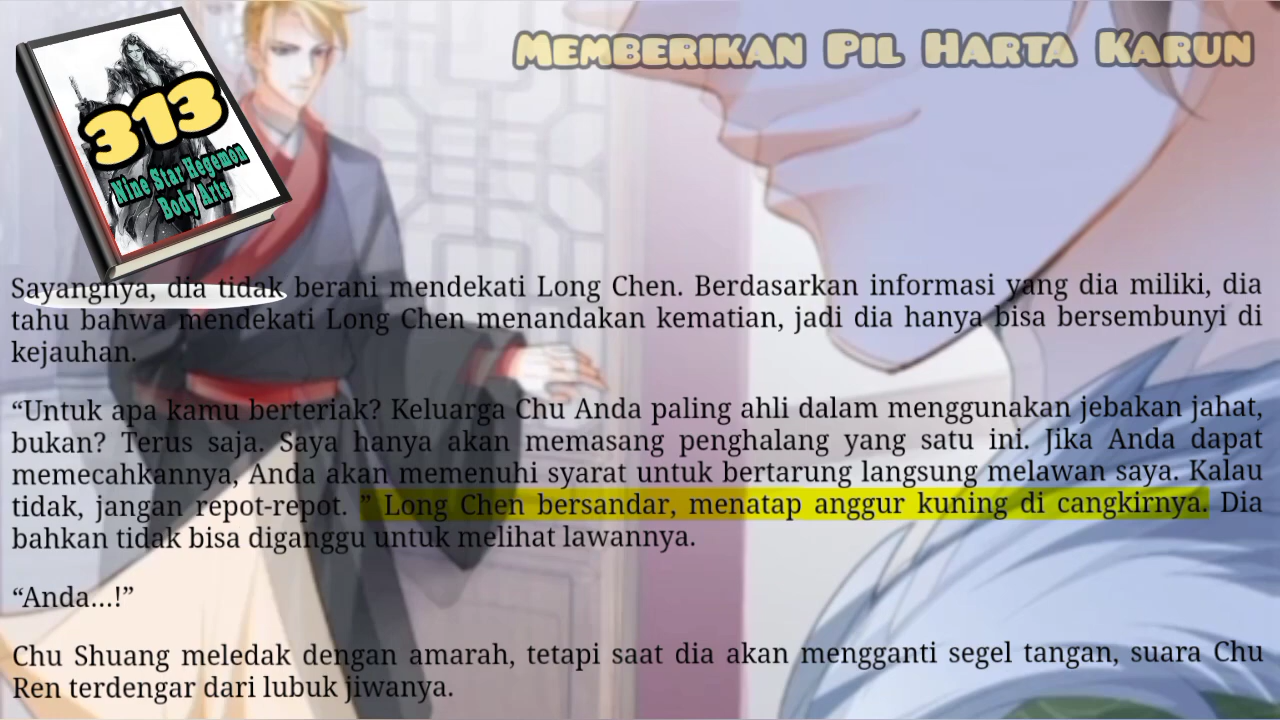 Memberikan Pil Harta Karun
313
Nine Star Hegemon
Body Arts
Sayangnya, dia tidak berani mendekati Long Chen. Berdasarkan informasi yang dia miliki, dia
tahu bahwa mendekati Long Chen menandakan kematian, jadi dia hanya bisa bersembunyi di
kejauhan.
“Untuk apa kamu berteriak? Keluarga Chu Anda paling ahli dalam menggunakan jebakan jahat,
bukan? Terus saja. Saya hanya akan memasang penghalang yang satu ini. Jika Anda dapat
memecahkannya, Anda akan memenuhi syarat untuk bertarung langsung melawan saya. Kalau
tidak, jangan repot-repot. ” Long Chen bersandar, menatap anggur kuning di cangkirnya. Dia
bahkan tidak bisa diganggu untuk melihat lawannya.
“Anda...!”
Chu Shuang meledak dengan amarah, tetapi saat dia akan mengganti segel tangan, suara Chu
Ren terdengar dari lubuk jiwanya.